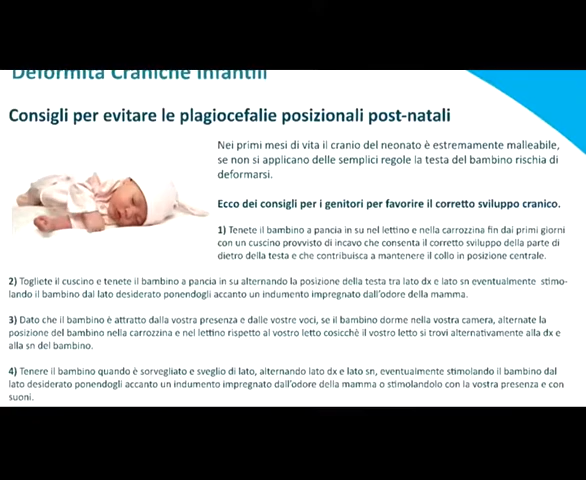 Deformità Craniche Infantili
Consigli per evitare le plagiocefalie posizionali post-natali
Nei primi mesi di vita il cranio del neonato è estremamente malleabile,
se non si applicano delle semplici regole la testa del bambino rischia di
deformarsi.
Ecco dei consigli per i genitori per favorire il corretto sviluppo cranico.
1) Tenete il bambino a pancia in su nel lettino e nella carrozzina fin dai primi giorni
con un cuscino provvisto di incavo che consenta il corretto sviluppo della parte di
dietro della testa e che contribuisca a mantenere il collo in posizione centrale.
2) Togliete il cuscino e tenete il bambino a pancia in su alternando la posizione della testa tra lato dx e lato sn eventualmente stimo-
lando il bambino dal lato desiderato ponendogli accanto un indumento impregnato dall'odore della mamma.
3) Dato che il bambino è attratto dalla vostra presenza e dalle vostre voci, se il bambino dorme nella vostra camera, alternate la
posizione del bambino nella carrozzina e nel lettino rispetto al vostro letto cosicchè il vostro letto si trovi alternativamente alla dx e
alla sn del bambino.
4) Tenere il bambino quando è sorvegliato e sveglio di lato, alternando lato dx e lato sn, eventualmente stimolando il bambino dal
lato desiderato ponendogli accanto un indumento impregnato dall'odore della mamma o stimolandolo con la vostra presenza e con
suoni.